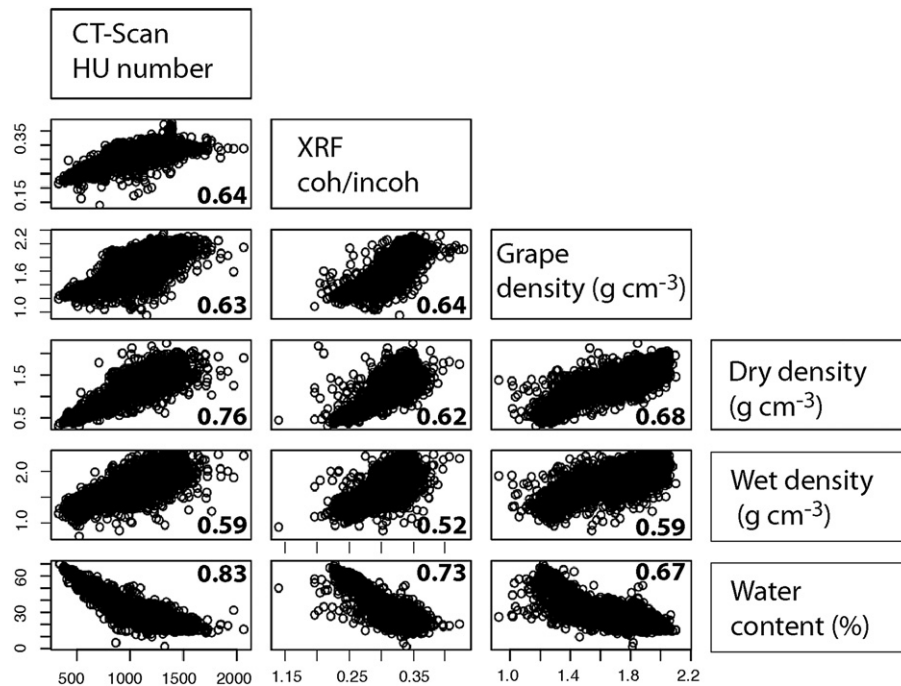 CT-Scan
HU number
0.15 0.35
0.64
XRF
coh/incoh
1.0 1.6 2.2
0.63
0.64
Grape
density (g cm-3)
0.5 1.5
0.76
0.62
0.68
Dry density
(g cm-3)
1.0 2.0
0.59
0.52
0.59
Wet density
(g cm-3)
0 30 60
0.83
0.73
0.67
Water
content (%)
500 1000 1500 2000
1.15 0.25 0.35
1.0 1.4 1.8 2.2